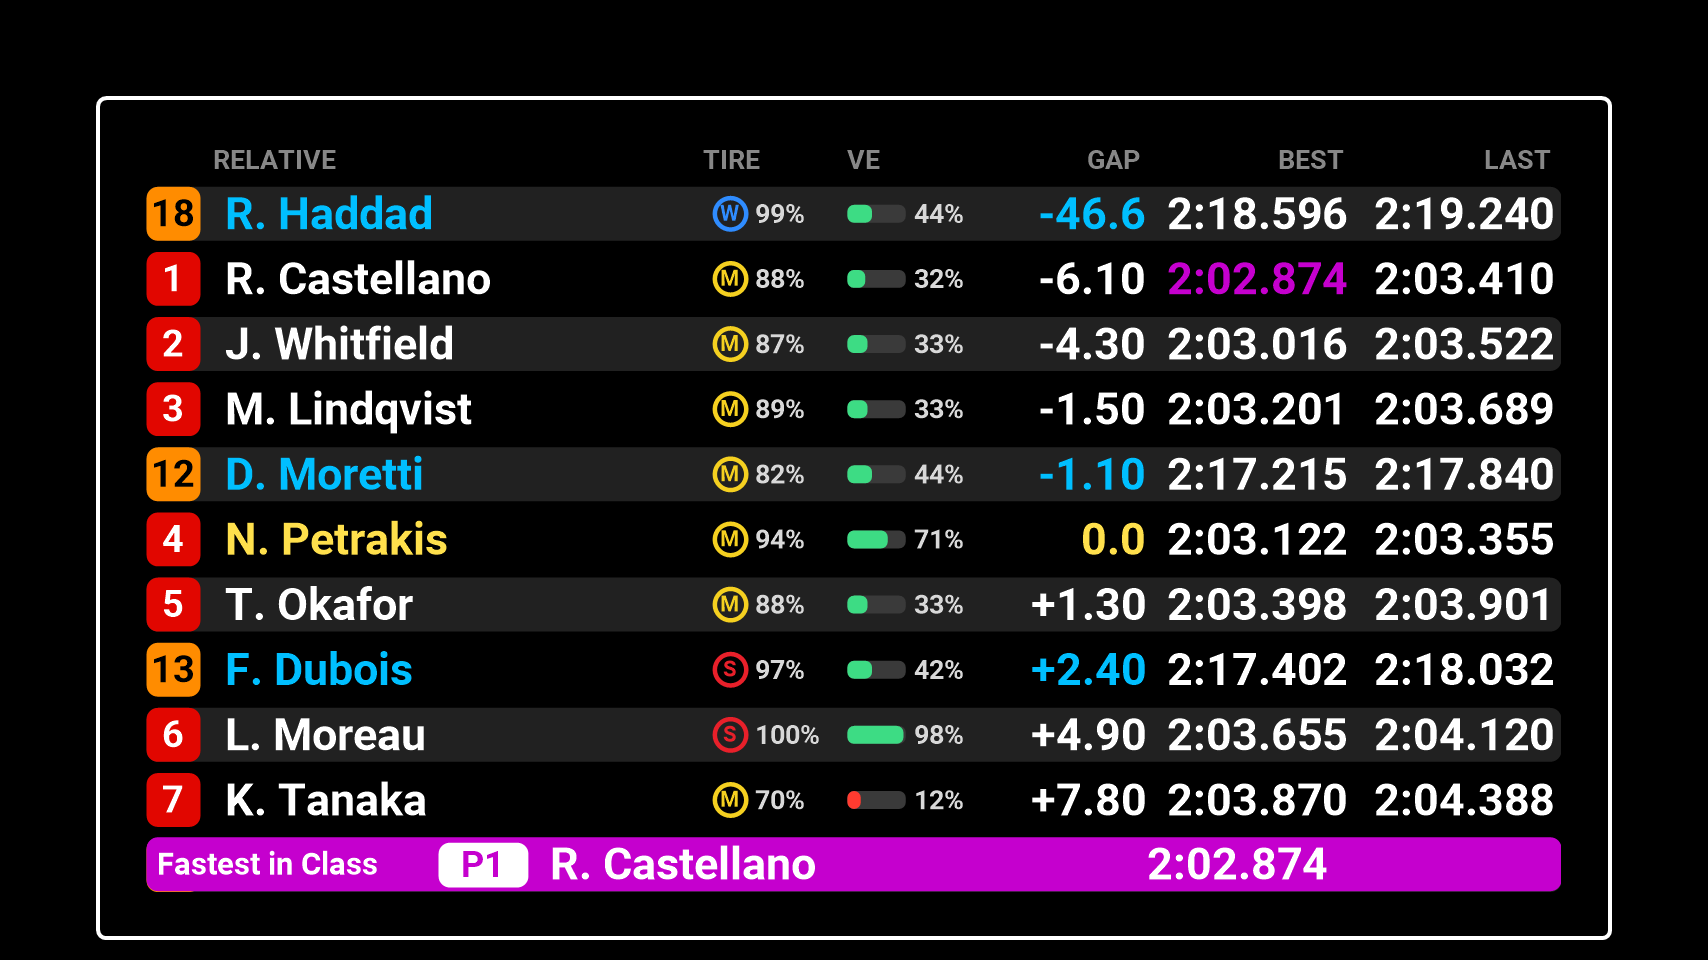 RELATIVE TIRE VE GAP BEST LAST
18 R. Haddad W 99% 44% -46.6 2:18.596 2:19.240
1 R. Castellano M 88% 32% -6.10 2:02.874 2:03.410
2 J. Whitfield M 87% 33% -4.30 2:03.016 2:03.522
3 M. Lindqvist M 89% 33% -1.50 2:03.201 2:03.689
12 D. Moretti M 82% 44% -1.10 2:17.215 2:17.840
4 N. Petrakis M 94% 71% 0.0 2:03.122 2:03.355
5 T. Okafor M 88% 33% +1.30 2:03.398 2:03.901
13 F. Dubois S 97% 42% +2.40 2:17.402 2:18.032
6 L. Moreau S 100% 98% +4.90 2:03.655 2:04.120
7 K. Tanaka M 70% 12% +7.80 2:03.870 2:04.388
Fastest in Class P1 R. Castellano 2:02.874